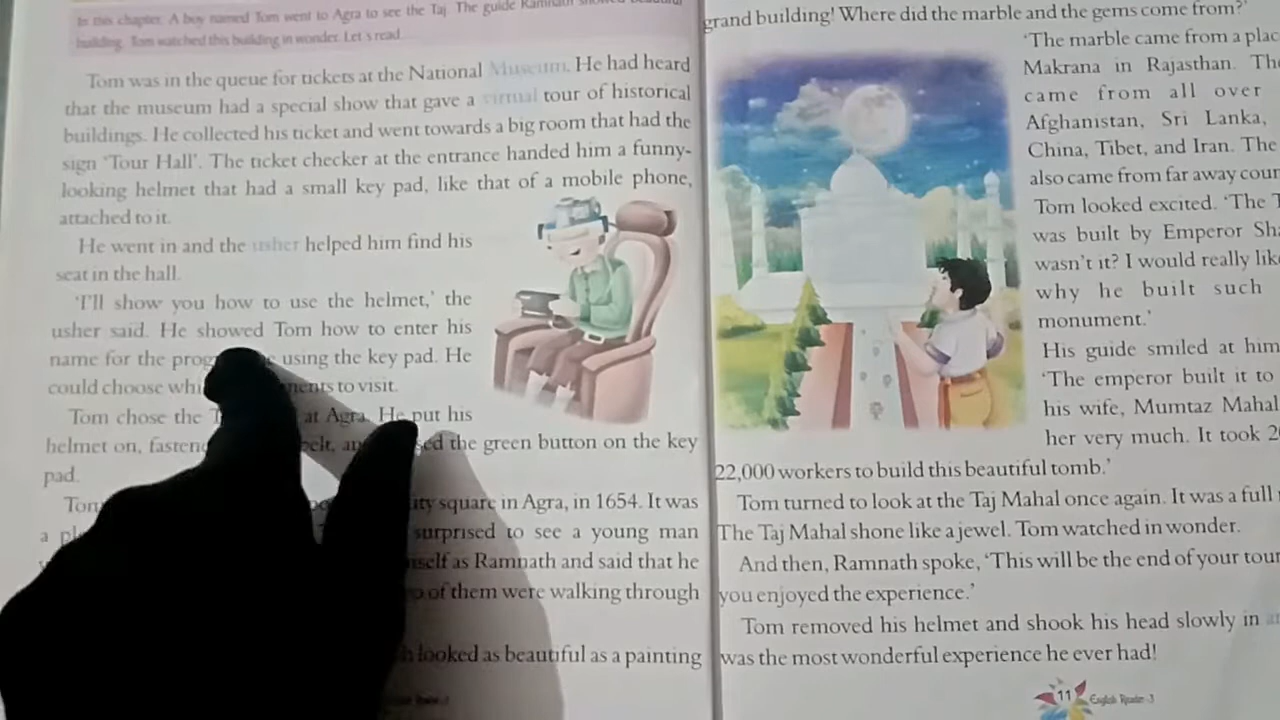 In this chapter. A boy named Tom went to Agra to see the Taj. The guide Ramnath showed beautiful
building. Tom watched this building in wonder. Let's read.
Tom was in the queue for tickets at the National Museum. He had heard
that the museum had a special show that gave a virtual tour of historical
buildings. He collected his ticket and went towards a big room that had the
sign 'Tour Hall'. The ticket checker at the entrance handed him a funny-
looking helmet that had a small key pad, like that of a mobile phone,
attached to it.
He went in and the usher helped him find his
seat in the hall.
'I'll show you how to use the helmet,' the
usher said. He showed Tom how to enter his
name for the using the key pad. He
could choose to visit.
Tom chose the at Agra. He put his
helmet on, and the green button on the key
pad.
square in Agra, in 1654. It was
a surprised to see a young man
as Ramnath and said that he
of them were walking through
looked as beautiful as a painting
grand building! Where did the marble and the gems come from?'
'The marble came from a
Makrana in Rajasthan.
came from all over
Afghanistan, Sri Lanka,
China, Tibet, and Iran. The
also came from far away
Tom looked excited. 'The
was built by Emperor
wasn't it? I would really
why he built such
monument.'
His guide smiled at him
'The emperor built it to
his wife, Mumtaz Mahal
her very much. It took
22,000 workers to build this beautiful tomb.'
Tom turned to look at the Taj Mahal once again. It was a full
The Taj Mahal shone like a jewel. Tom watched in wonder.
And then, Ramnath spoke, 'This will be the end of your tour
you enjoyed the experience.'
Tom removed his helmet and shook his head slowly in
was the most wonderful experience he ever had!
11 English Reader-3